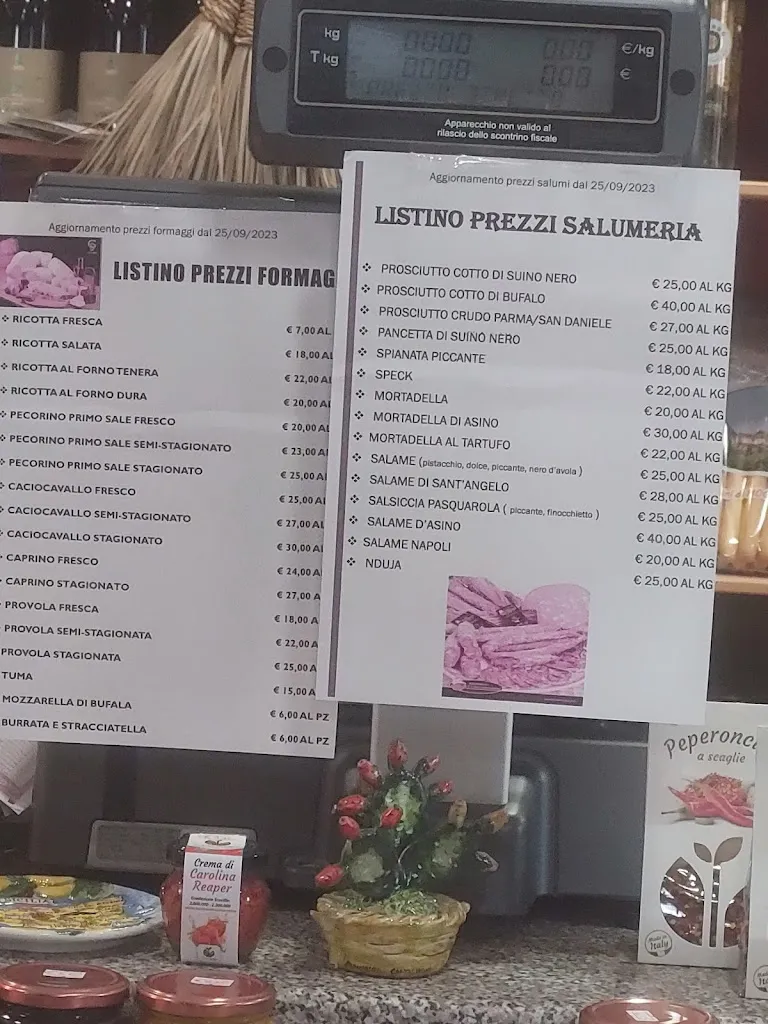 kg
T kg
€/kg
€
Apparecchio non valido al
rilascio dello scontrino fiscale
Aggiornamento prezzi formaggi dal 25/09/2023
LISTINO PREZZI FORMAG
❖ RICOTTA FRESCA € 7,00 AL
❖ RICOTTA SALATA € 18,00 AL
❖ RICOTTA AL FORNO TENERA € 22,00 AL
❖ RICOTTA AL FORNO DURA € 20,00 AL
❖ PECORINO PRIMO SALE FRESCO € 20,00 AL
❖ PECORINO PRIMO SALE SEMI-STAGIONATO € 23,00 A
❖ PECORINO PRIMO SALE STAGIONATO € 25,00 A
❖ CACIOCAVALLO FRESCO € 25,00 A
❖ CACIOCAVALLO SEMI-STAGIONATO € 27,00 A
❖ CACIOCAVALLO STAGIONATO € 30,00 A
❖ CAPRINO FRESCO € 24,00 A
❖ CAPRINO STAGIONATO € 27,00 A
PROVOLA FRESCA € 18,00 A
PROVOLA SEMI-STAGIONATA € 22,00 A
PROVOLA STAGIONATA € 25,00 A
TUMA € 15,00 A
MOZZARELLA DI BUFALA € 6,00 AL PZ
BURRATA E STRACCIATELLA € 6,00 AL PZ
Aggiornamento prezzi salumi dal 25/09/2023
LISTINO PREZZI SALUMERIA
❖ PROSCIUTTO COTTO DI SUINO NERO € 25,00 AL KG
❖ PROSCIUTTO COTTO DI BUFALO € 40,00 AL KG
❖ PROSCIUTTO CRUDO PARMA/SAN DANIELE € 27,00 AL KG
❖ PANCETTA DI SUINO NERO € 25,00 AL KG
❖ SPIANATA PICCANTE € 18,00 AL KG
❖ SPECK € 22,00 AL KG
❖ MORTADELLA € 20,00 AL KG
❖ MORTADELLA DI ASINO € 30,00 AL KG
❖ MORTADELLA AL TARTUFO € 22,00 AL KG
❖ SALAME (pistacchio, dolce, piccante, nero d'avola ) € 25,00 AL KG
❖ SALAME DI SANT'ANGELO € 28,00 AL KG
❖ SALSICCIA PASQUAROLA ( piccante, finocchietto ) € 25,00 AL KG
❖ SALAME D'ASINO € 40,00 AL KG
❖ SALAME NAPOLI € 20,00 AL KG
❖ NDUJA € 25,00 AL KG
Peperonc
a scaglie
Made in
Italy
Crema di
Carolina
Reaper